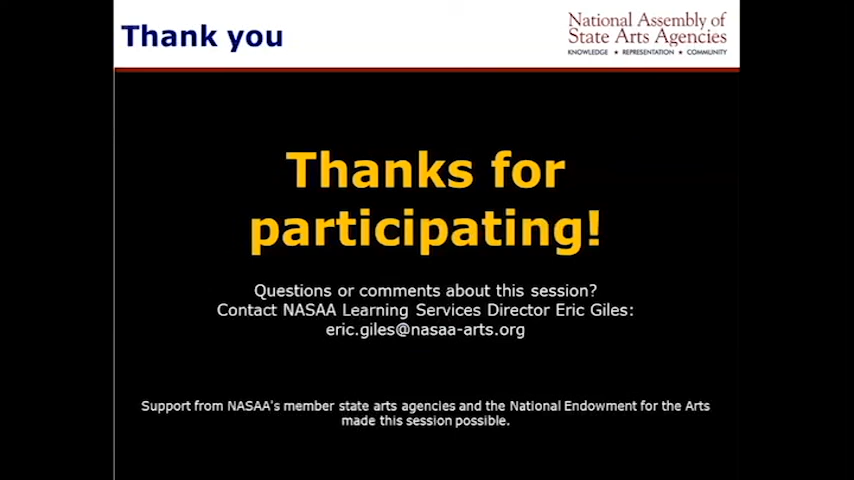 Thank you
National Assembly of
State Arts Agencies
KNOWLEDGE ★ REPRESENTATION ★ COMMUNITY
Thanks for
participating!
Questions or comments about this session?
Contact NASAA Learning Services Director Eric Giles:
eric.giles@nasaa-arts.org
Support from NASAA's member state arts agencies and the National Endowment for the Arts
made this session possible.